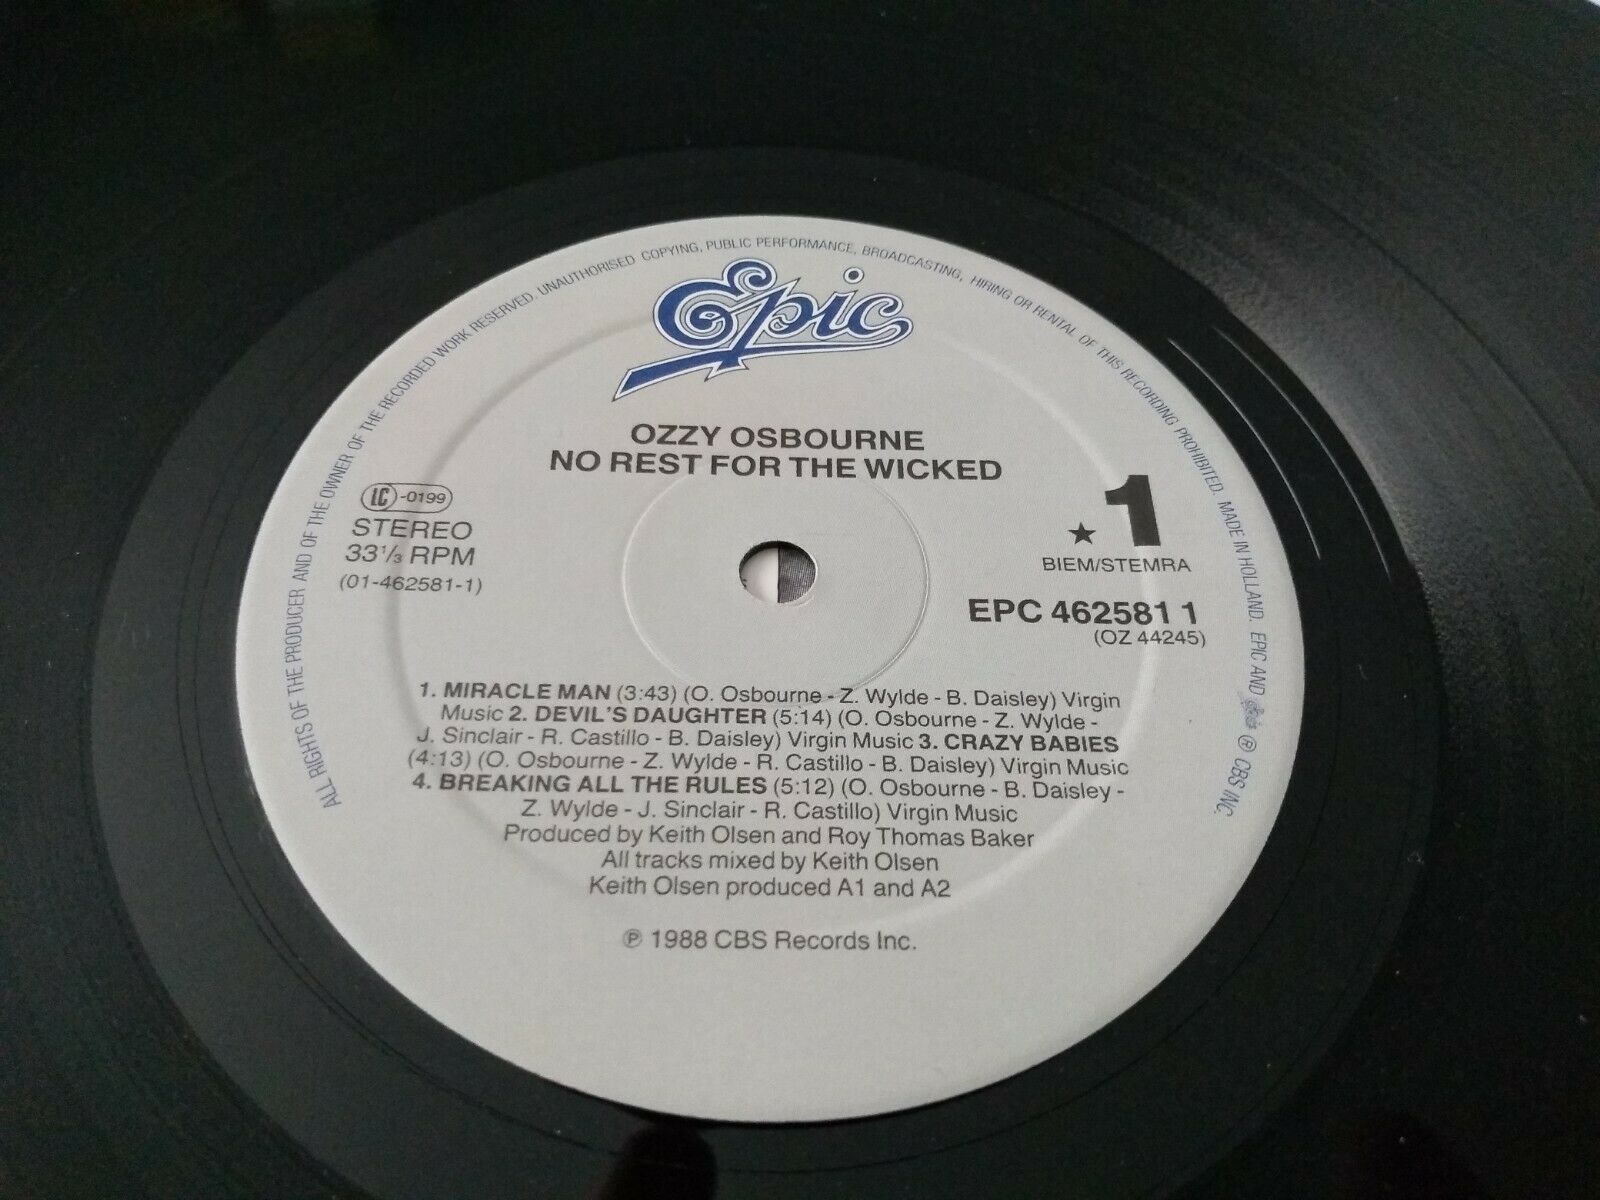 ALL RIGHTS OF THE PRODUCER AND OF THE OWNER OF THE RECORDED WORK RESERVED. UNAUTHORISED COPYING, PUBLIC PERFORMANCE, BROADCASTING, HIRING OR RENTAL OF THIS RECORDING PROHIBITED. MADE IN HOLLAND. EPIC AND Epic ® CBS INC.
Epic
OZZY OSBOURNE
NO REST FOR THE WICKED
LC-0199
STEREO
33 1/3 RPM
(01-462581-1)
★ 1
BIEM/STEMRA
EPC 462581 1
(OZ 44245)
1. MIRACLE MAN (3:43) (O. Osbourne - Z. Wylde - B. Daisley) Virgin
Music 2. DEVIL'S DAUGHTER (5:14) (O. Osbourne - Z. Wylde -
J. Sinclair - R. Castillo - B. Daisley) Virgin Music 3. CRAZY BABIES
(4:13) (O. Osbourne - Z. Wylde - R. Castillo - B. Daisley) Virgin Music
4. BREAKING ALL THE RULES (5:12) (O. Osbourne - B. Daisley -
Z. Wylde - J. Sinclair - R. Castillo) Virgin Music
Produced by Keith Olsen and Roy Thomas Baker
All tracks mixed by Keith Olsen
Keith Olsen produced A1 and A2
℗ 1988 CBS Records Inc.